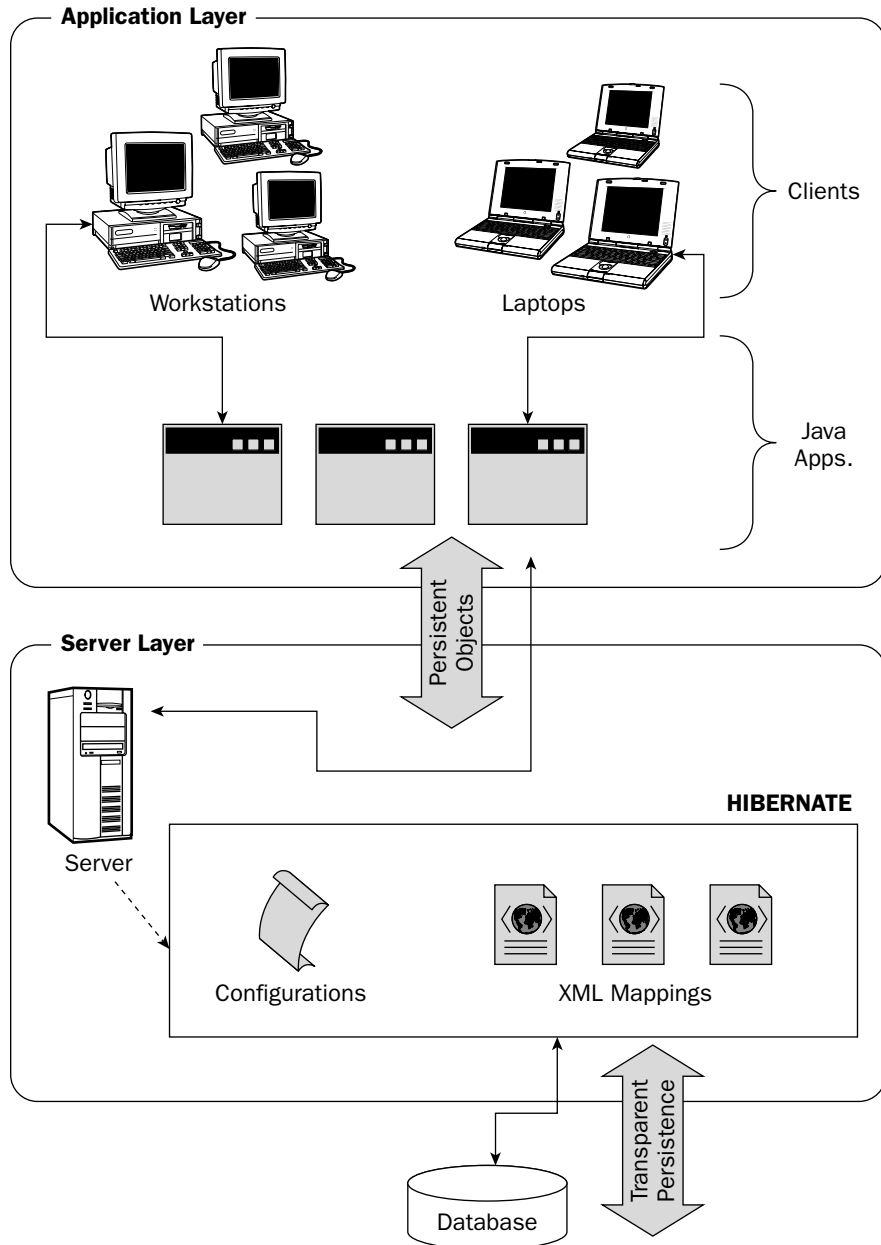 Application Layer
Clients
Workstations
Laptops
Java
Apps.
Persistent
Objects
Server Layer
HIBERNATE
Server
Configurations
XML Mappings
Transparent
Persistence
Database